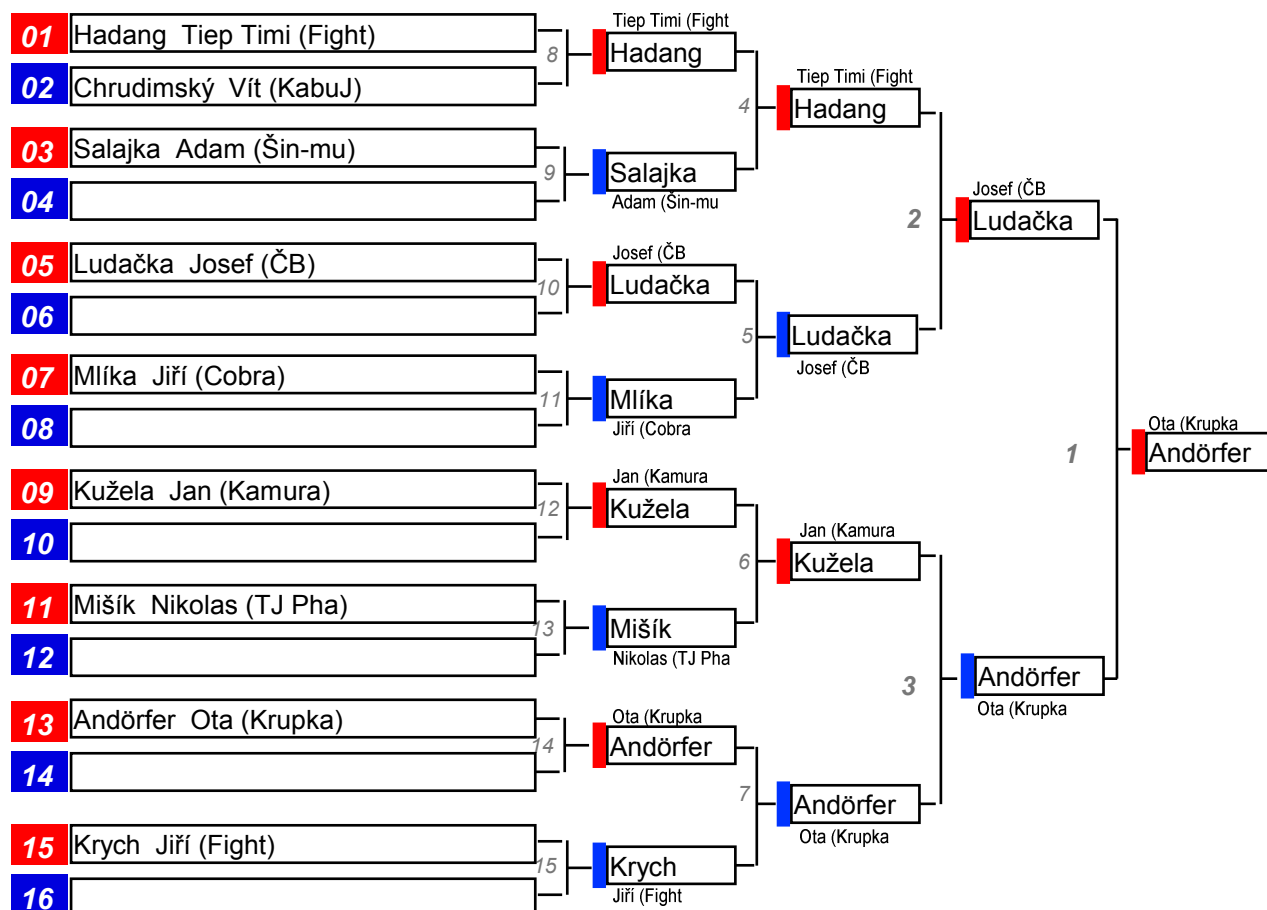 01 Hadang Tiep Timi (Fight)
02 Chrudimský Vít (KabuJ)
03 Salajka Adam (Šin-mu)
04
05 Ludačka Josef (ČB)
06
07 Mlíka Jiří (Cobra)
08
09 Kužela Jan (Kamura)
10
11 Mišík Nikolas (TJ Pha)
12
13 Andörfer Ota (Krupka)
14
15 Krych Jiří (Fight)
16
8
9
10
11
12
13
14
15
Tiep Timi (Fight
Hadang
Salajka
Adam (Šin-mu
Josef (ČB
Ludačka
Mlíka
Jiří (Cobra
Jan (Kamura
Kužela
Mišík
Nikolas (TJ Pha
Ota (Krupka
Andörfer
Krych
Jiří (Fight
4
5
6
7
Tiep Timi (Fight
Hadang
Ludačka
Josef (ČB
Jan (Kamura
Kužela
Andörfer
Ota (Krupka
2
3
Josef (ČB
Ludačka
Andörfer
Ota (Krupka
1
Ota (Krupka
Andörfer